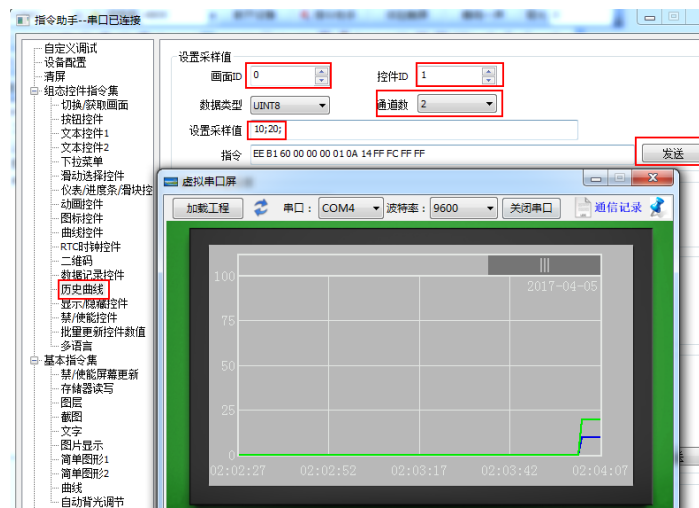 指令助手--串口已连接
自定义调试
设备配置
清屏
组态控件指令集
切换/获取画面
按钮控件
文本控件1
文本控件2
下拉菜单
滑动选择控件
仪表/进度条/滑块控
动画控件
图标控件
曲线控件
RTC时钟控件
二维码
数据记录控件
历史曲线
显示/隐藏控件
禁/使能控件
批里更新控件数值
多语言
基本指令集
禁/使能屏幕更新
存储器读写
图层
截图
文字
图片显示
简单图形1
简单图形2
曲线
自动背光调节
设置采样值
画面ID 0 控件ID 1
数据类型 UINT8 通道数 2
设置采样值 10;20;
指令 EE B1 60 00 00 00 01 0A 14 FF FC FF FF 发送
虚拟串口屏
加载工程 串口： COM4 波特率： 9600 关闭串口 通信记录
100
2017-04-05
75
50
25
0
02:02:27 02:02:52 02:03:17 02:03:42 02:04:07